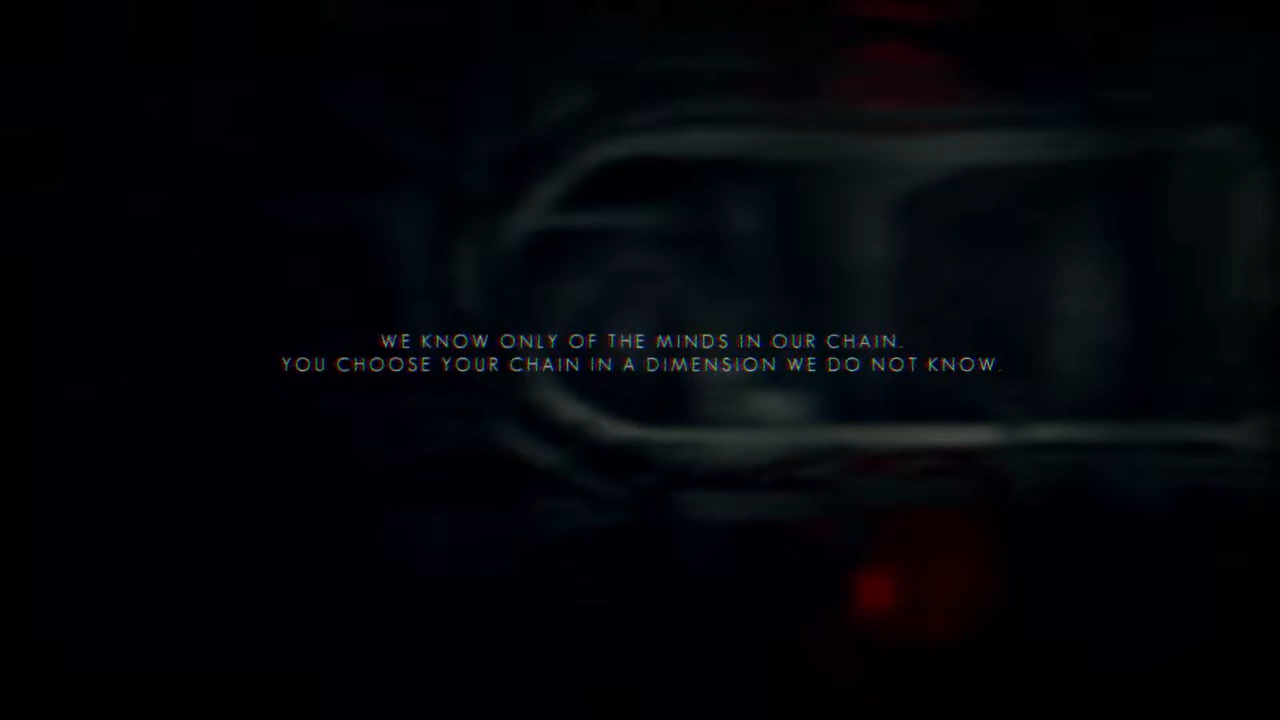 WE KNOW ONLY OF THE MINDS IN OUR CHAIN.
YOU CHOOSE YOUR CHAIN IN A DIMENSION WE DO NOT KNOW.